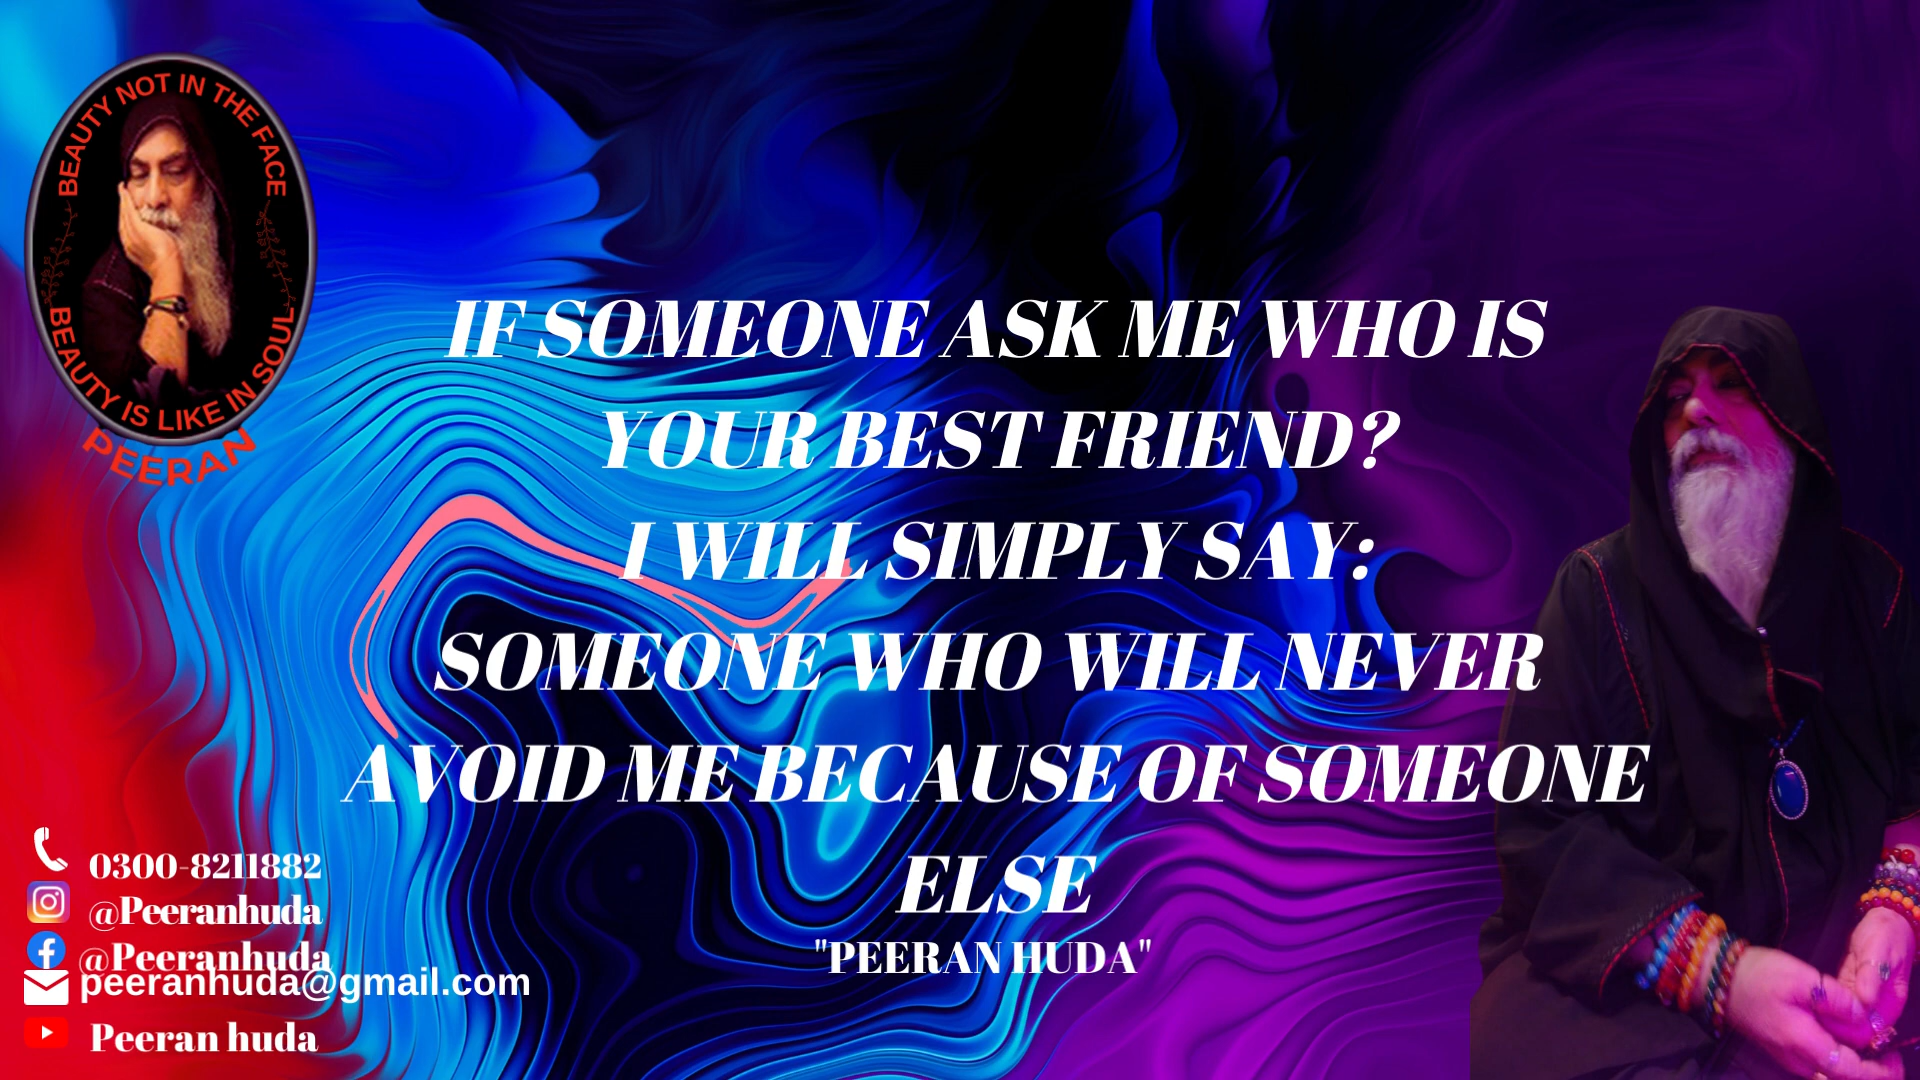 BEAUTY NOT IN THE FACE
BEAUTY IS LIKE IN SOUL
PEERAN
IF SOMEONE ASK ME WHO IS
YOUR BEST FRIEND?
I WILL SIMPLY SAY:
SOMEONE WHO WILL NEVER
AVOID ME BECAUSE OF SOMEONE
ELSE
"PEERAN HUDA"
0300-8211882
@Peeranhuda
@Peeranhuda
peeranhuda@gmail.com
Peeran huda